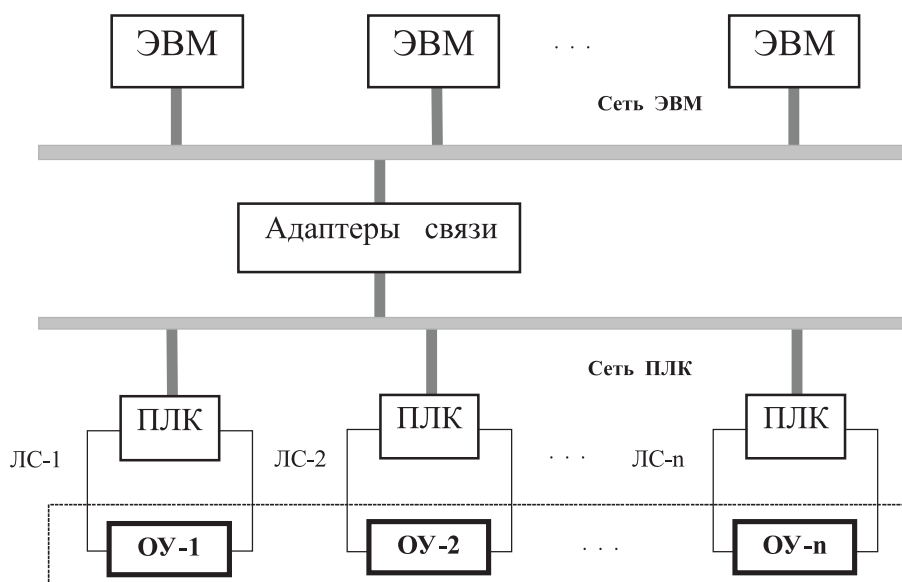 ЭВМ ЭВМ . . . ЭВМ
Сеть ЭВМ
Адаптеры связи
Сеть ПЛК
ПЛК ПЛК ПЛК
ЛС-1 ЛС-2 . . . ЛС-n
ОУ-1 ОУ-2 . . . ОУ-n